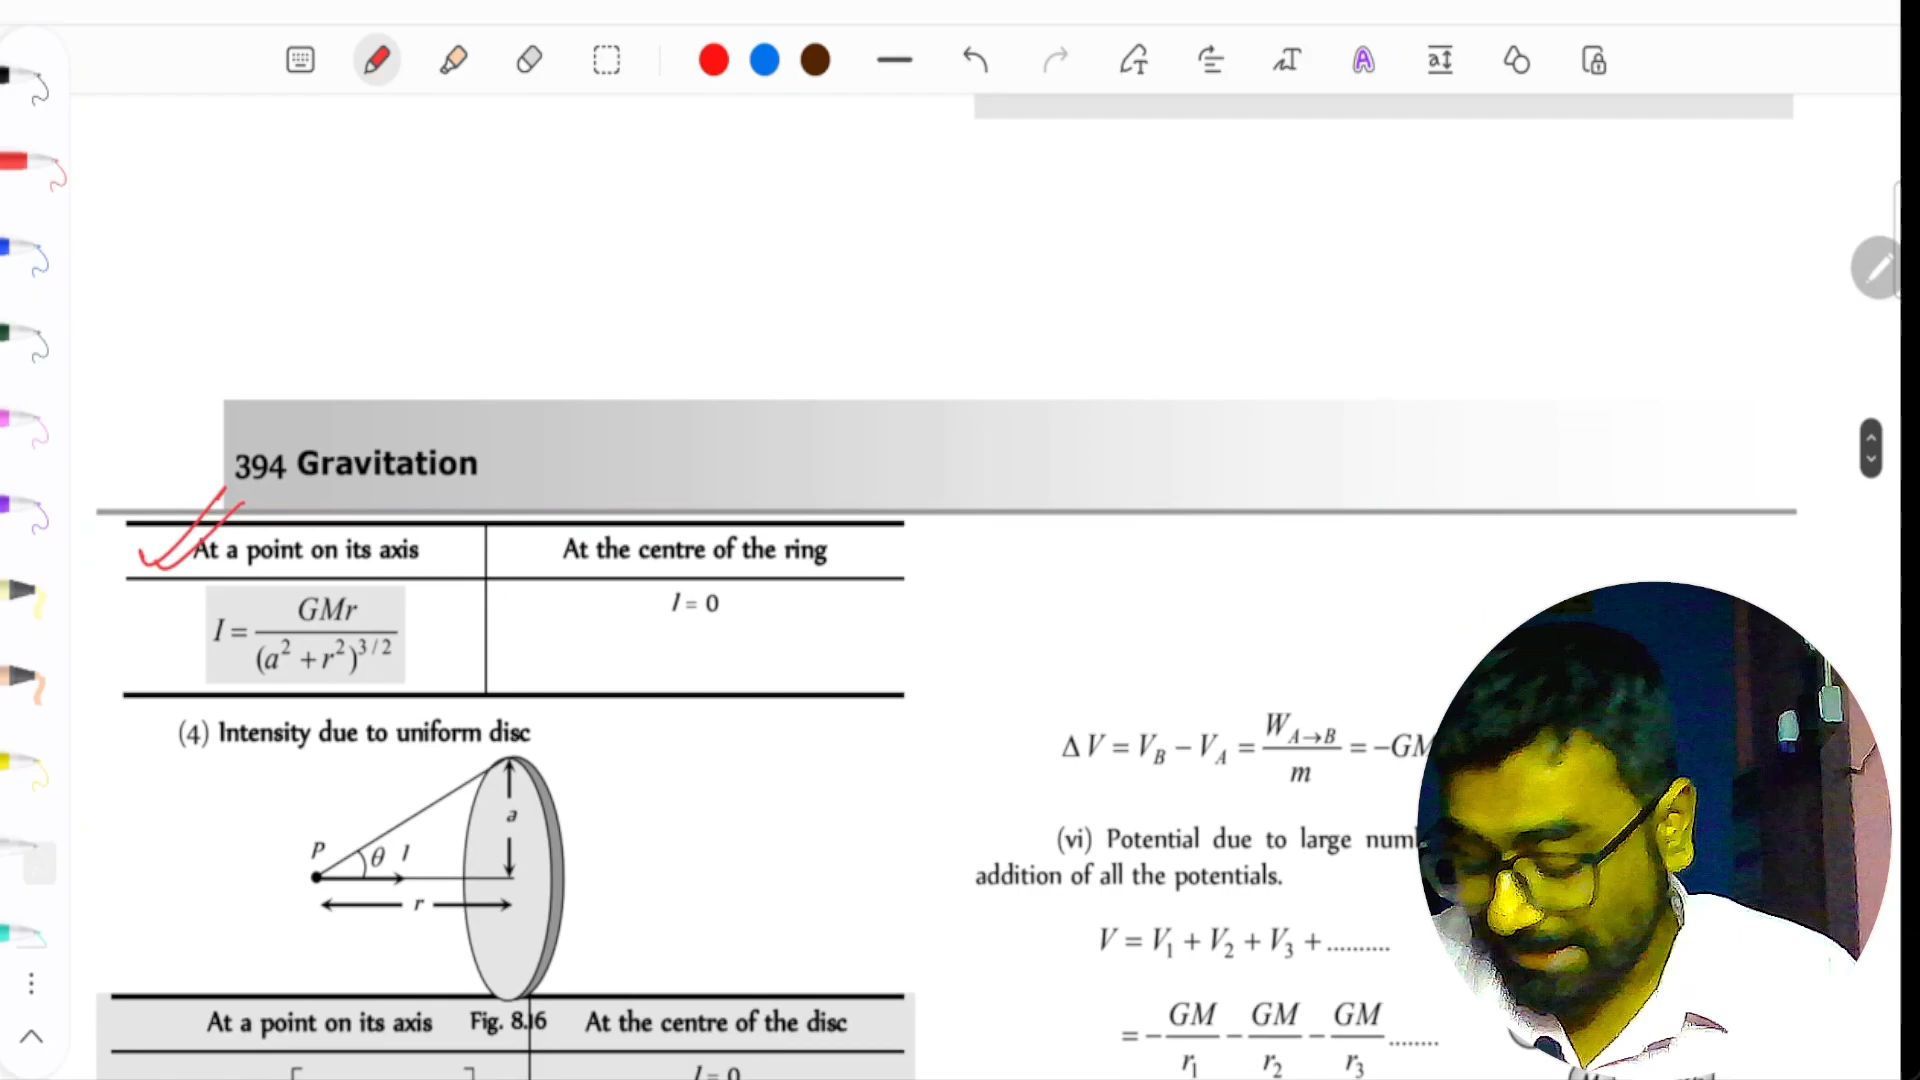 394 Gravitation
At a point on its axis
At the centre of the ring
I = GMr / (a² + r²)^3/2
I = 0
(4) Intensity due to uniform disc
a
P
θ
I
r
Fig. 8.16
At a point on its axis
At the centre of the disc
I = 0
ΔV = V_B − V_A = W_A→B / m = −GM
(vi) Potential due to large
addition of all the potentials.
V = V₁ + V₂ + V₃ + ..........
= − GM/r₁ − GM/r₂ − GM/r₃ ........